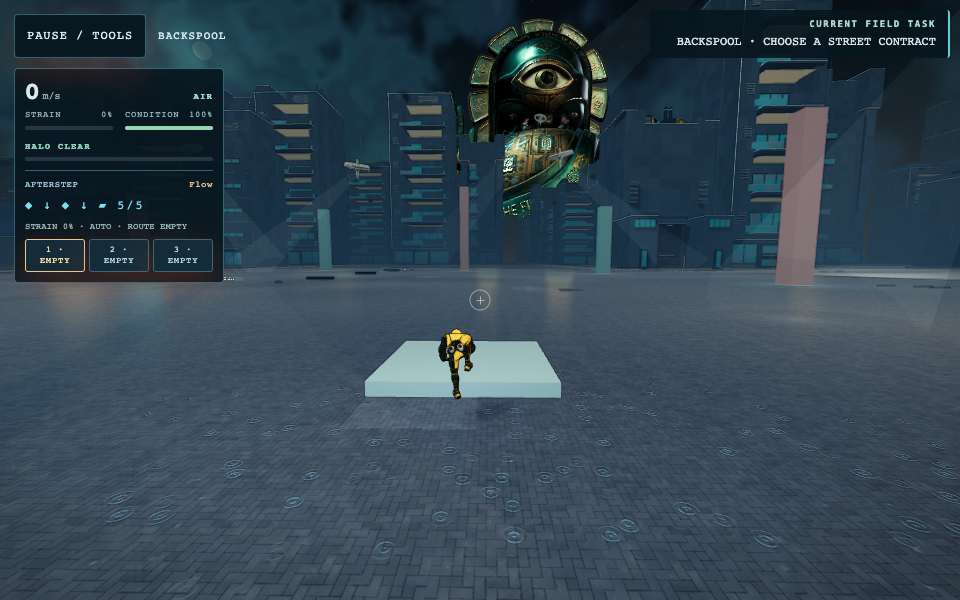 PAUSE / TOOLS
BACKSPOOL
CURRENT FIELD TASK
BACKSPOOL · CHOOSE A STREET CONTRACT
0 m/s
AIR
STRAIN 0%
CONDITION 100%
HALO CLEAR
AFTERSTEP
Flow
5/5
STRAIN 0% · AUTO · ROUTE EMPTY
1 · EMPTY
2 · EMPTY
3 · EMPTY